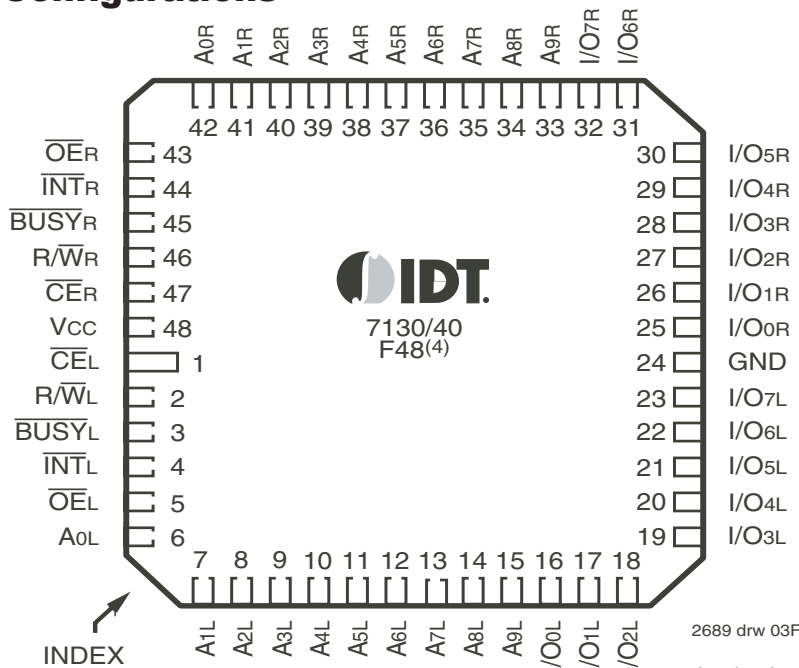 Configurations
A0R A1R A2R A3R A4R A5R A6R A7R A8R A9R I/O7R I/O6R
42 41 40 39 38 37 36 35 34 33 32 31
OER 43
INTR 44
BUSYR 45
R/WR 46
CER 47
VCC 48
CEL 1
R/WL 2
BUSYL 3
INTL 4
OEL 5
A0L 6
IDT.
7130/40
F48(4)
30 I/O5R
29 I/O4R
28 I/O3R
27 I/O2R
26 I/O1R
25 I/O0R
24 GND
23 I/O7L
22 I/O6L
21 I/O5L
20 I/O4L
19 I/O3L
7 8 9 10 11 12 13 14 15 16 17 18
A1L A2L A3L A4L A5L A6L A7L A8L A9L /O0L /O1L /O2L
INDEX
2689 drw 03F